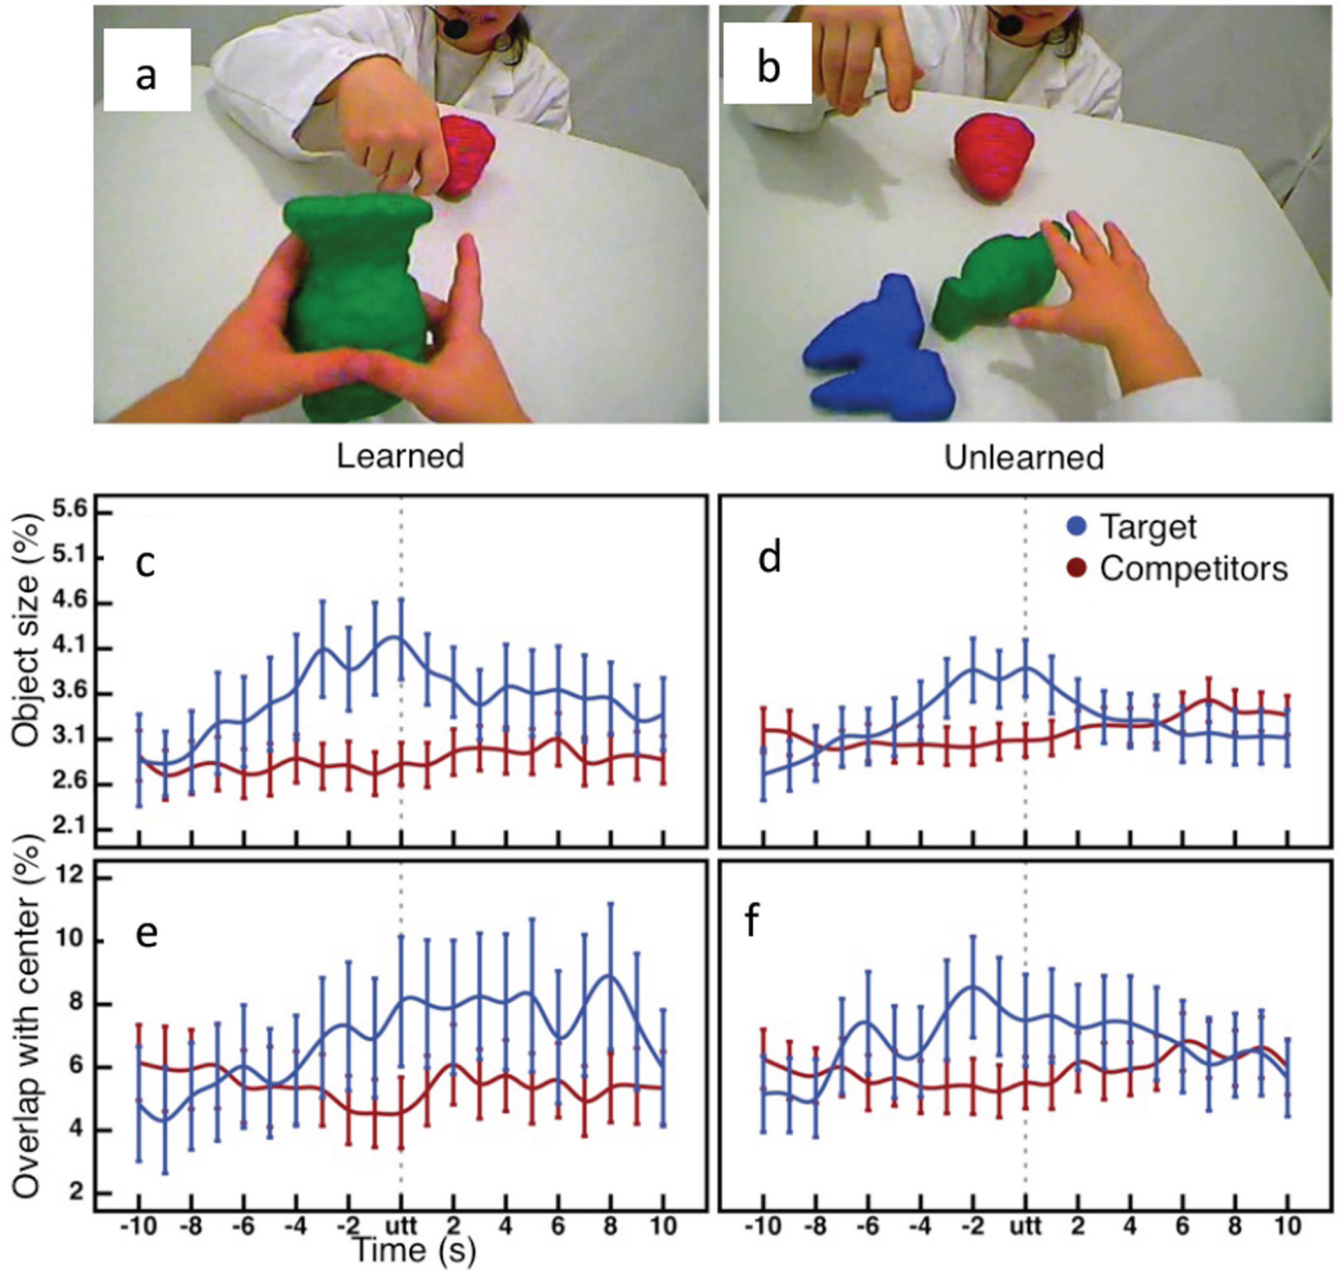 a
b
Learned
Unlearned
Object size (%)
5.6
5.1
4.6
4.1
3.6
3.1
2.6
2.1
c
d
Target
Competitors
Overlap with center (%)
12
10
8
6
4
2
e
f
-10 -8 -6 -4 -2 utt 2 4 6 8 10
-10 -8 -6 -4 -2 utt 2 4 6 8 10
Time (s)